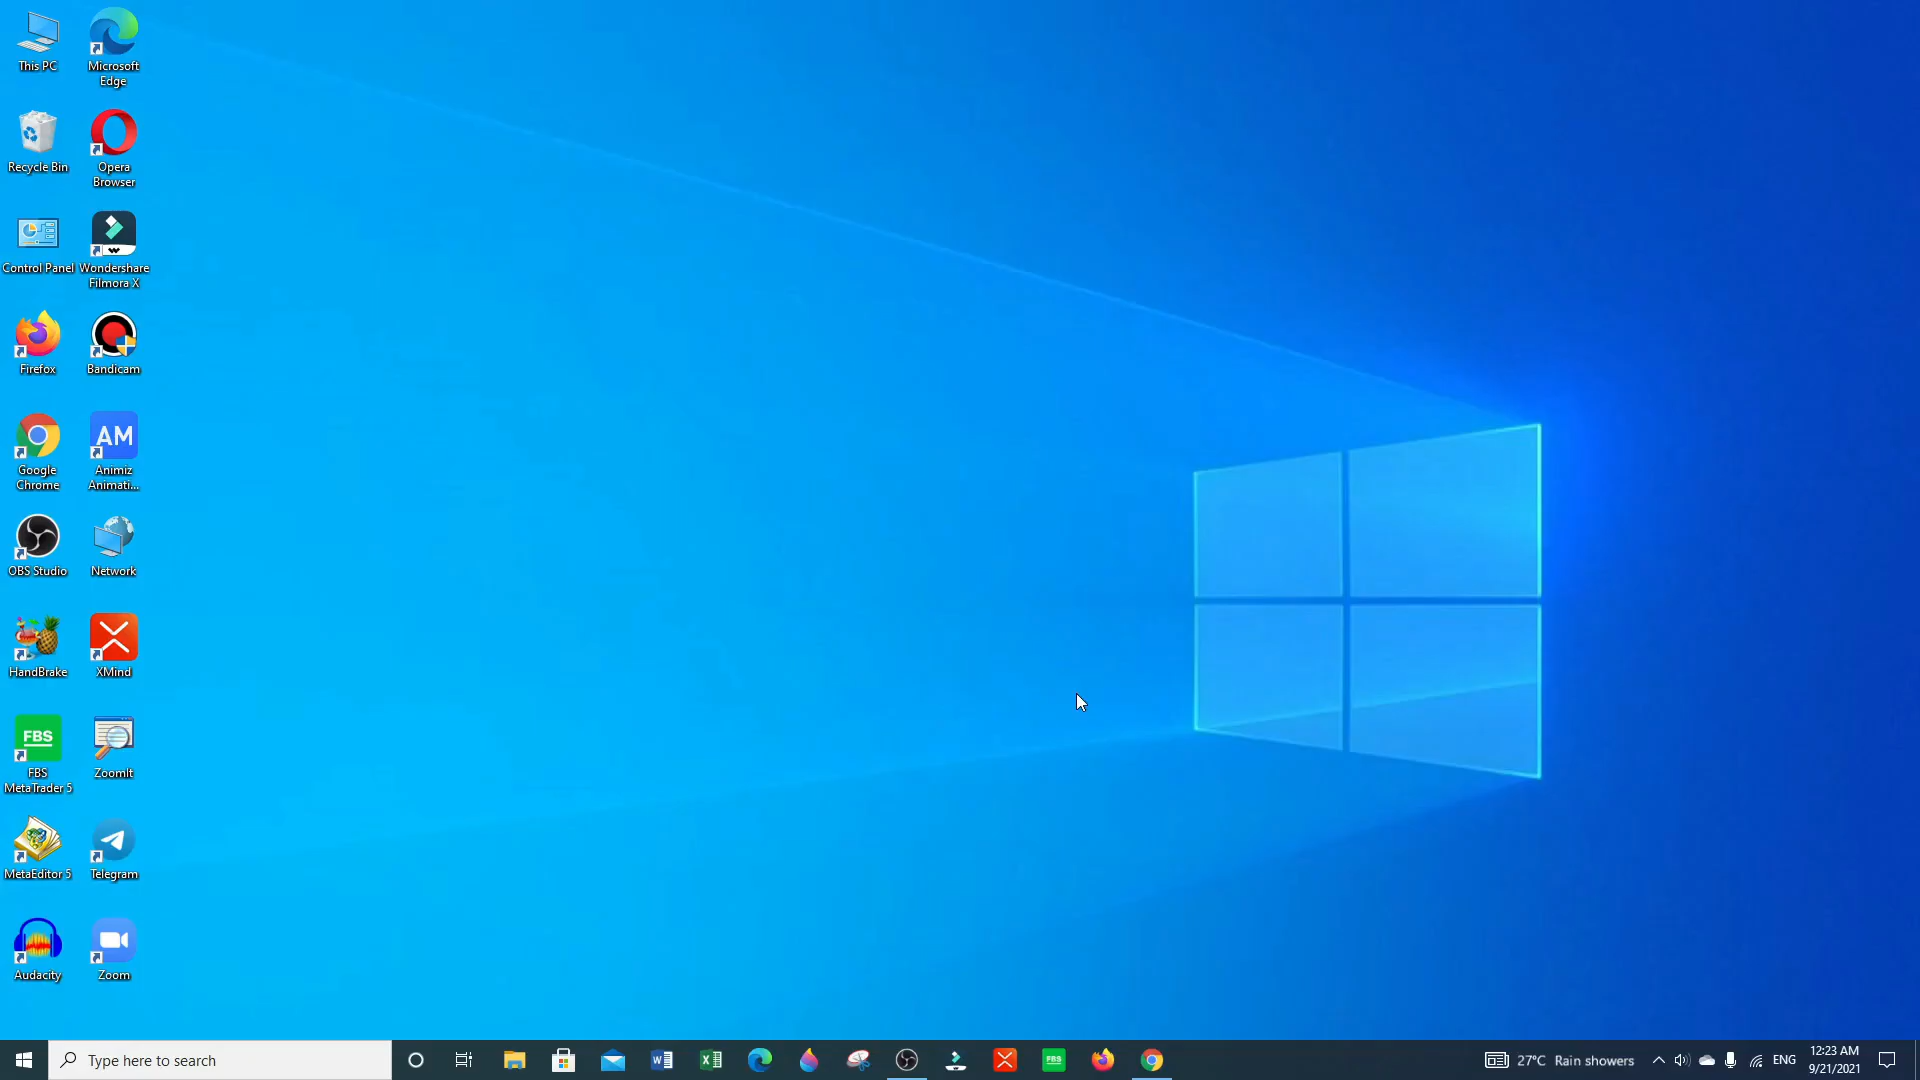 This PC
Microsoft
Edge
Recycle Bin
Opera
Browser
Control Panel
Wondershare
Filmora X
Firefox
Bandicam
Google
Chrome
AM
Animiz
Animati...
OBS Studio
Network
HandBrake
XMind
FBS
FBS
MetaTrader 5
ZoomIt
MetaEditor 5
Telegram
Audacity
Zoom
Type here to search
FBS
27°C Rain showers
ENG
12:23 AM
9/21/2021